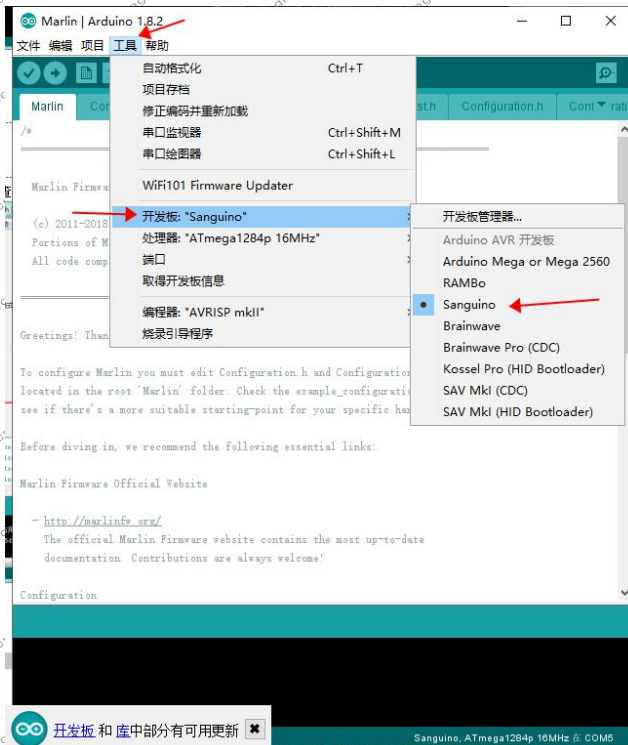 Marlin | Arduino 1.8.2
文件 编辑 项目 工具 帮助
自动格式化 Ctrl+T
项目存档
修正编码并重新加载
串口监视器 Ctrl+Shift+M
串口绘图器 Ctrl+Shift+L
WiFi101 Firmware Updater
开发板: "Sanguino"
处理器: "ATmega1284p 16MHz"
端口
取得开发板信息
编程器: "AVRISP mkII"
烧录引导程序
开发板管理器...
Arduino AVR 开发板
Arduino Mega or Mega 2560
RAMBo
Sanguino
Brainwave
Brainwave Pro (CDC)
Kossel Pro (HID Bootloader)
SAV MkI (CDC)
SAV MkI (HID Bootloader)
Marlin Configuration.h
/*
Marlin
(c) 2011-2018
Portions of M
All code comp
Greetings! Than
To configure Marlin you must edit Configuration.h and Configuration
located in the root 'Marlin' folder. Check the example_configuratio
see if there's a more suitable starting-point for your specific har
Before diving in, we recommend the following essential links:
Marlin Firmware Official Website
- http://marlinfw.org/
The official Marlin Firmware website contains the most up-to-date
documentation. Contributions are always welcome!
Configuration
开发板 和 库中部分有可用更新
Sanguino, ATmega1284p 16MHz 在 COM5